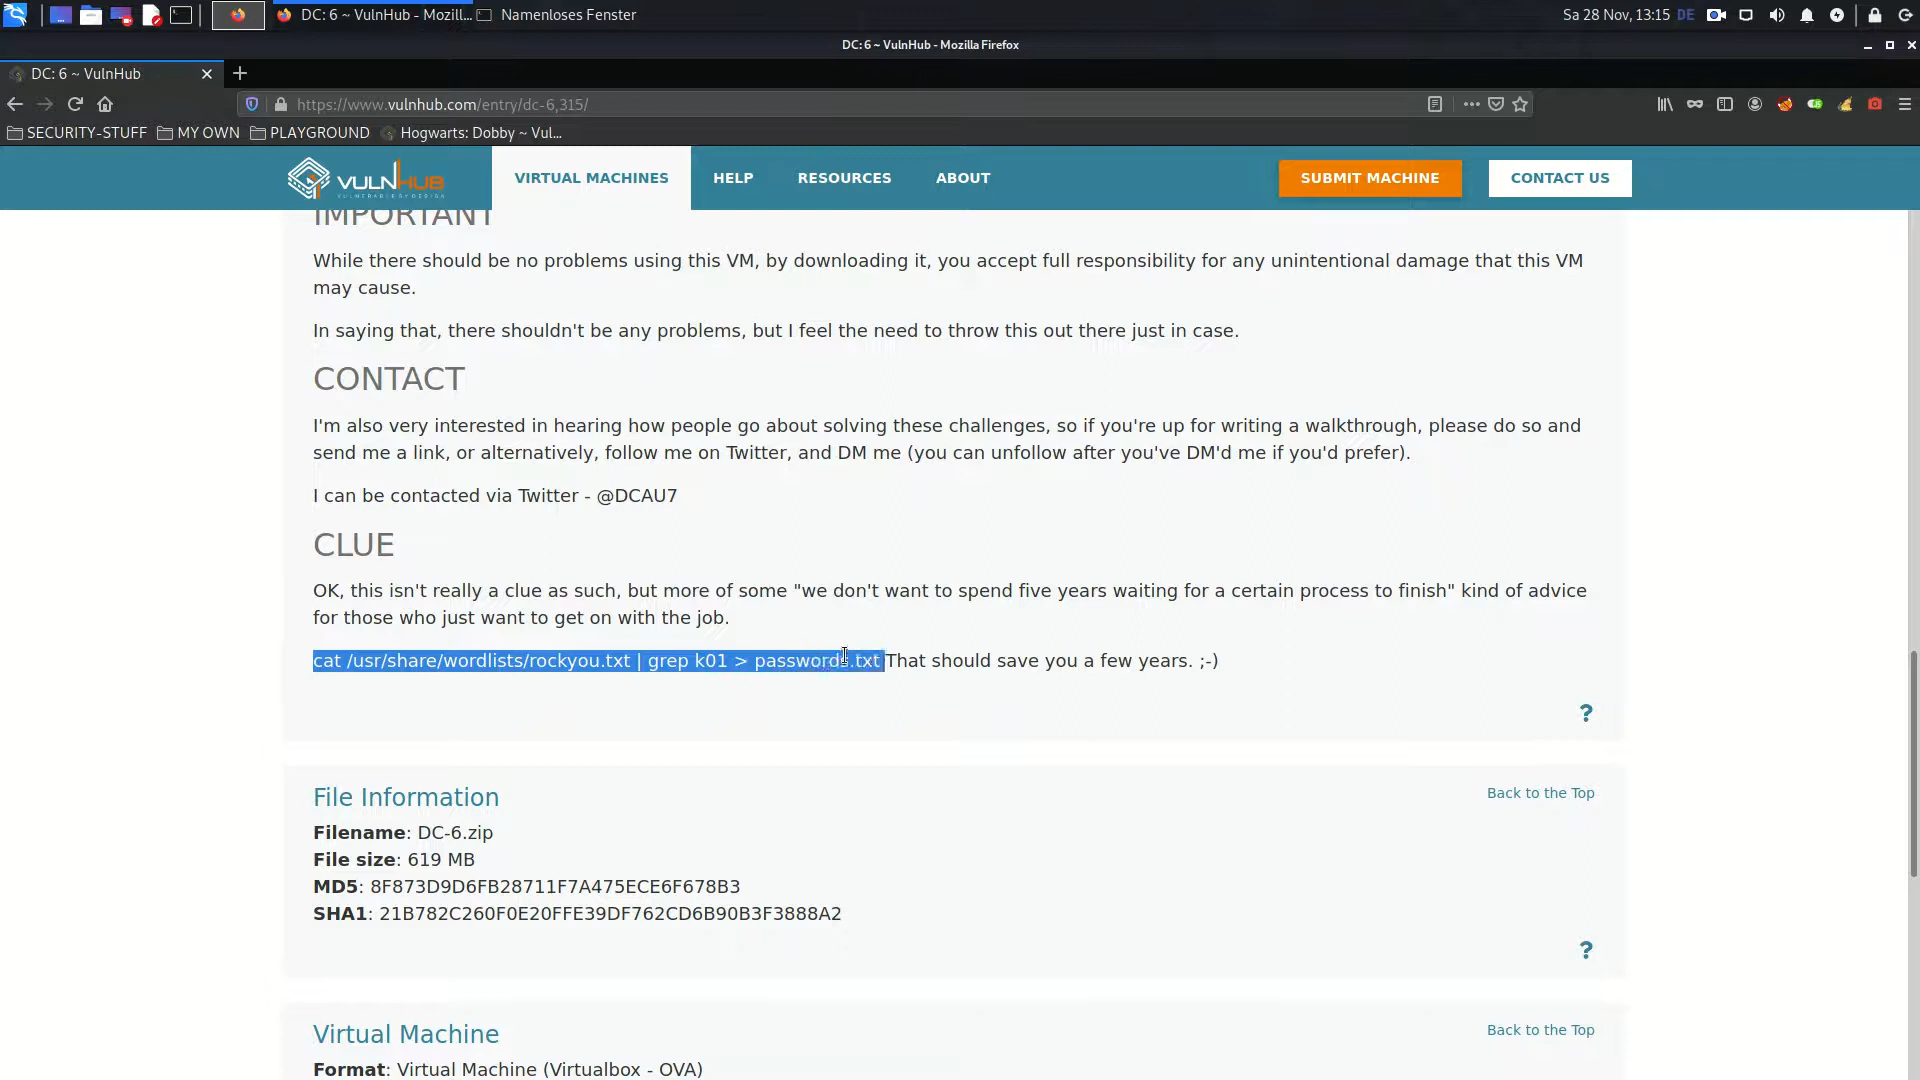 DC: 6 ~ VulnHub - Mozill...
Namenloses Fenster
Sa 28 Nov, 13:15
DE
DC: 6 ~ VulnHub - Mozilla Firefox
DC: 6 ~ VulnHub
https://www.vulnhub.com/entry/dc-6,315/
SECURITY-STUFF
MY OWN
PLAYGROUND
Hogwarts: Dobby ~ Vul...
VULNHUB
VULNERABLE BY DESIGN
VIRTUAL MACHINES
HELP
RESOURCES
ABOUT
SUBMIT MACHINE
CONTACT US
IMPORTANT
While there should be no problems using this VM, by downloading it, you accept full responsibility for any unintentional damage that this VM
may cause.
In saying that, there shouldn't be any problems, but I feel the need to throw this out there just in case.
CONTACT
I'm also very interested in hearing how people go about solving these challenges, so if you're up for writing a walkthrough, please do so and
send me a link, or alternatively, follow me on Twitter, and DM me (you can unfollow after you've DM'd me if you'd prefer).
I can be contacted via Twitter - @DCAU7
CLUE
OK, this isn't really a clue as such, but more of some "we don't want to spend five years waiting for a certain process to finish" kind of advice
for those who just want to get on with the job.
cat /usr/share/wordlists/rockyou.txt | grep k01 > passwords.txt That should save you a few years. ;-)
?
File Information
Back to the Top
Filename: DC-6.zip
File size: 619 MB
MD5: 8F873D9D6FB28711F7A475ECE6F678B3
SHA1: 21B782C260F0E20FFE39DF762CD6B90B3F3888A2
?
Virtual Machine
Back to the Top
Format: Virtual Machine (Virtualbox - OVA)